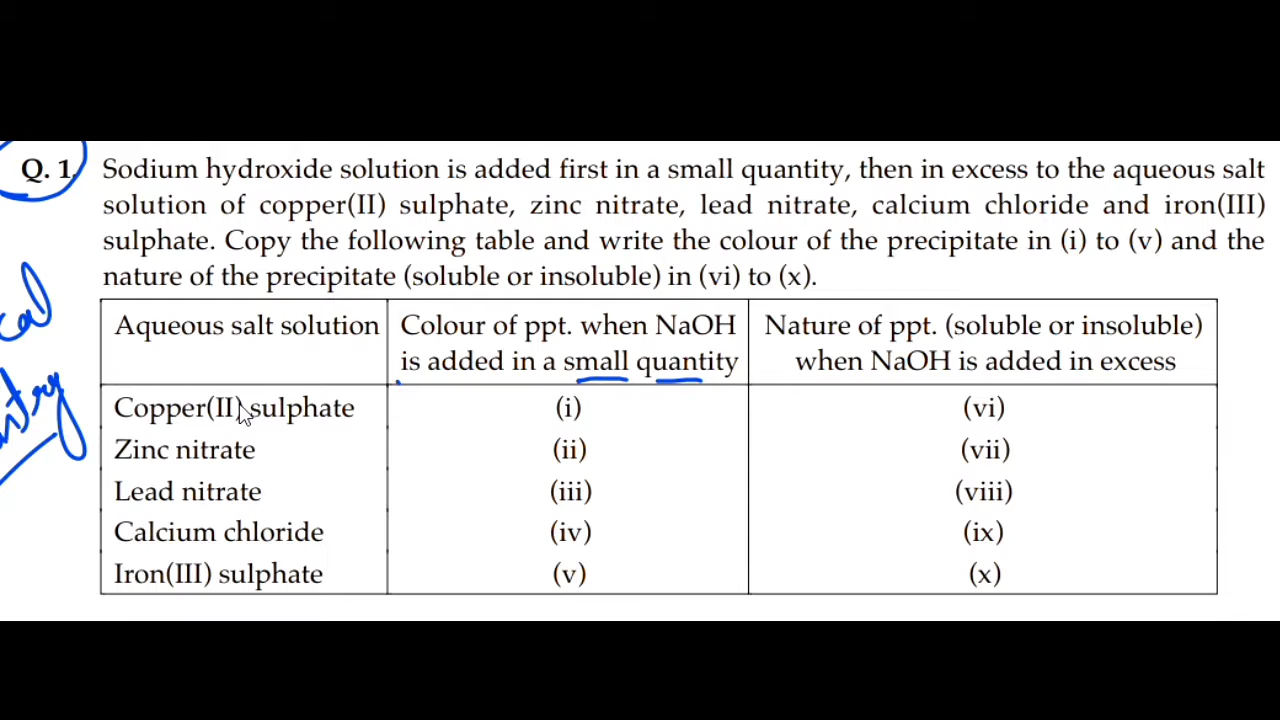 Q. 1. Sodium hydroxide solution is added first in a small quantity, then in excess to the aqueous salt
solution of copper(II) sulphate, zinc nitrate, lead nitrate, calcium chloride and iron(III)
sulphate. Copy the following table and write the colour of the precipitate in (i) to (v) and the
nature of the precipitate (soluble or insoluble) in (vi) to (x).
Aqueous salt solution Colour of ppt. when NaOH Nature of ppt. (soluble or insoluble)
is added in a small quantity when NaOH is added in excess
Copper(II) sulphate (i) (vi)
Zinc nitrate (ii) (vii)
Lead nitrate (iii) (viii)
Calcium chloride (iv) (ix)
Iron(III) sulphate (v) (x)